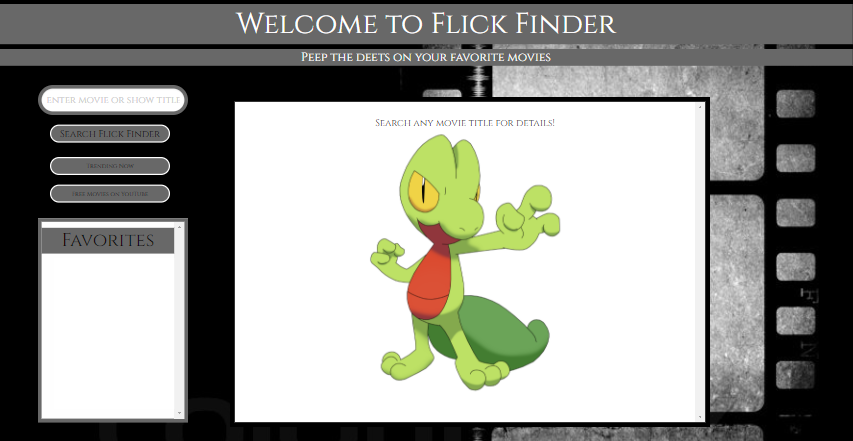 Welcome to Flick Finder
Peep the deets on your favorite movies
Enter movie or show title
Search Flick Finder
Trending Now
Free Movies on YouTube
Favorites
Search any movie title for details!